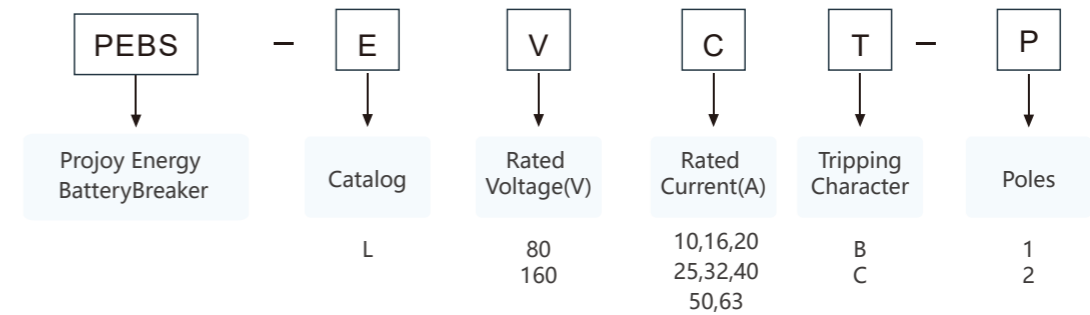 PEBS – E V C T – P
Projoy Energy
BatteryBreaker
Catalog
Rated
Voltage(V)
Rated
Current(A)
Tripping
Character
Poles
L
80
160
10,16,20
25,32,40
50,63
B
C
1
2